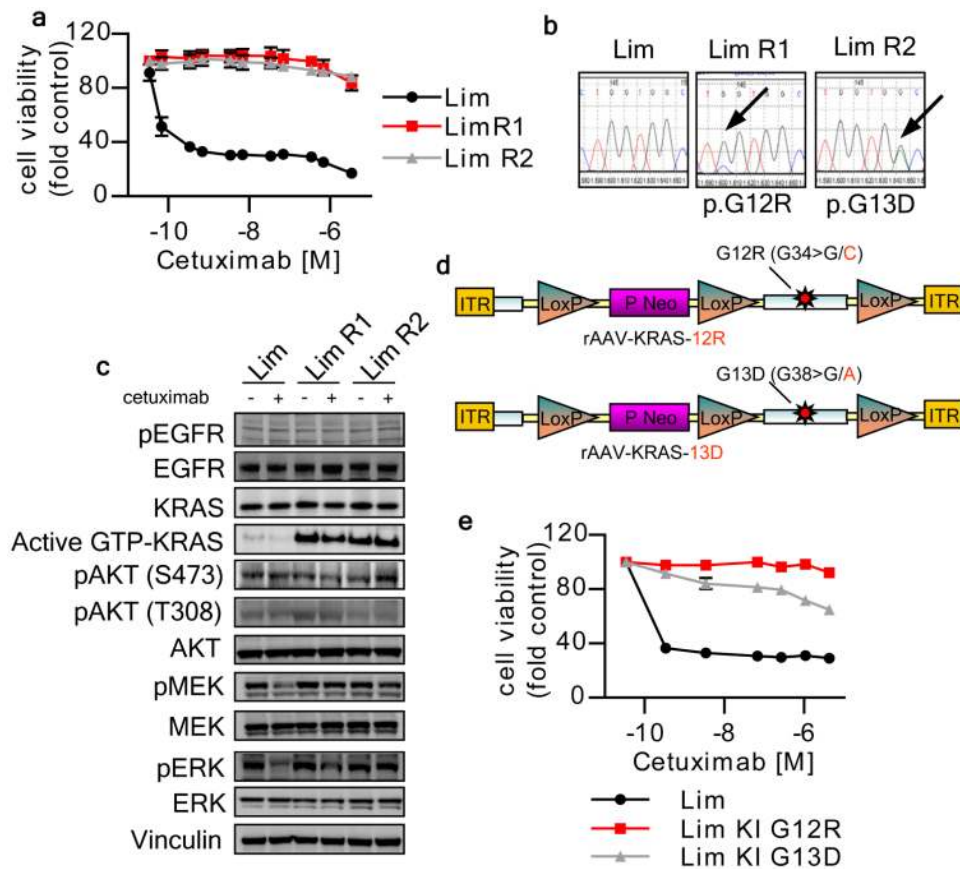 a
120
80
40
0
cell viability
(fold control)
-10 -8 -6
Cetuximab [M]
Lim
LimR1
Lim R2
b
Lim Lim R1 Lim R2
p.G12R p.G13D
c
Lim Lim R1 Lim R2
cetuximab - + - + - +
pEGFR
EGFR
KRAS
Active GTP-KRAS
pAKT (S473)
pAKT (T308)
AKT
pMEK
MEK
pERK
ERK
Vinculin
d
G12R (G34>G/C)
ITR LoxP P Neo LoxP LoxP ITR
rAAV-KRAS-12R
G13D (G38>G/A)
ITR LoxP P Neo LoxP LoxP ITR
rAAV-KRAS-13D
e
120
80
40
0
cell viability
(fold control)
-10 -8 -6
Cetuximab [M]
Lim
Lim KI G12R
Lim KI G13D